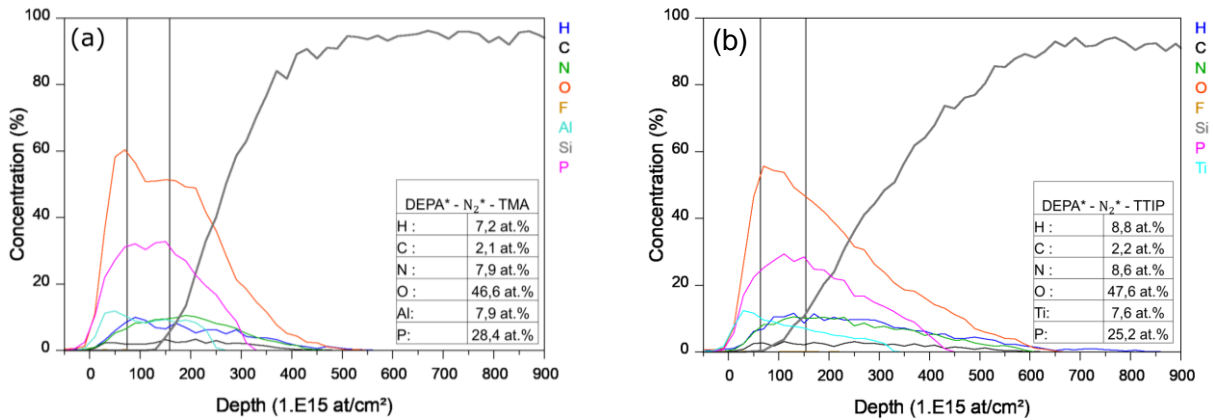 (a)
Concentration (%)
100
80
60
40
20
0
0 100 200 300 400 500 600 700 800 900
Depth (1.E15 at/cm²)
H
C
N
O
F
Al
Si
P
DEPA* - N₂* - TMA
H : 7,2 at.%
C : 2,1 at.%
N : 7,9 at.%
O : 46,6 at.%
Al: 7,9 at.%
P: 28,4 at.%
(b)
Concentration (%)
100
80
60
40
20
0
0 100 200 300 400 500 600 700 800 900
Depth (1.E15 at/cm²)
H
C
N
O
F
Si
P
Ti
DEPA* - N₂* - TTIP
H : 8,8 at.%
C : 2,2 at.%
N : 8,6 at.%
O : 47,6 at.%
Ti: 7,6 at.%
P: 25,2 at.%